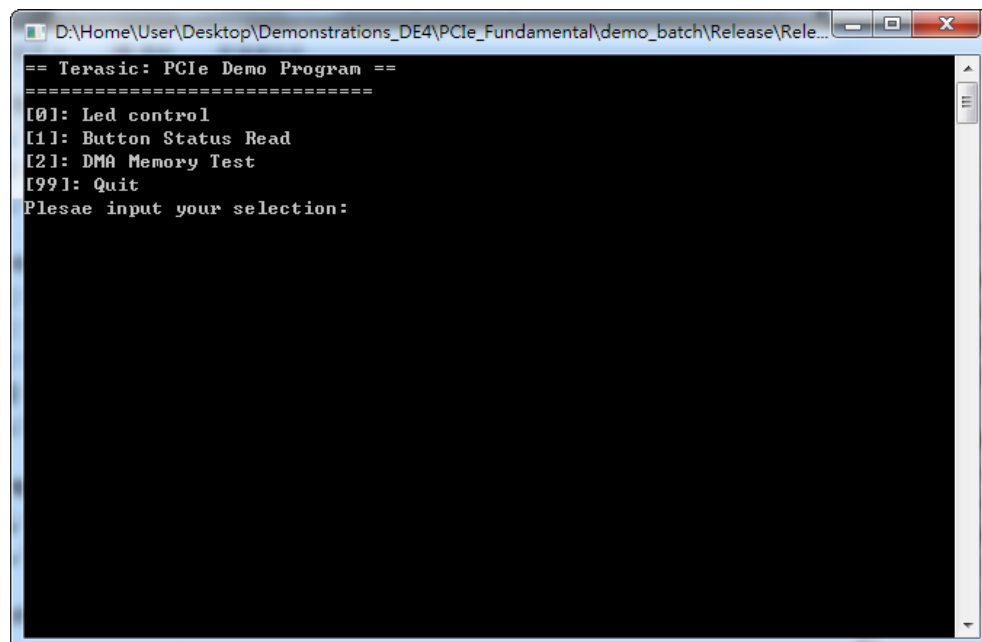 D:\Home\User\Desktop\Demonstrations_DE4\PCIe_Fundamental\demo_batch\Release\Rele...
== Terasic: PCIe Demo Program ==
==============================
[0]: Led control
[1]: Button Status Read
[2]: DMA Memory Test
[99]: Quit
Plesae input your selection: